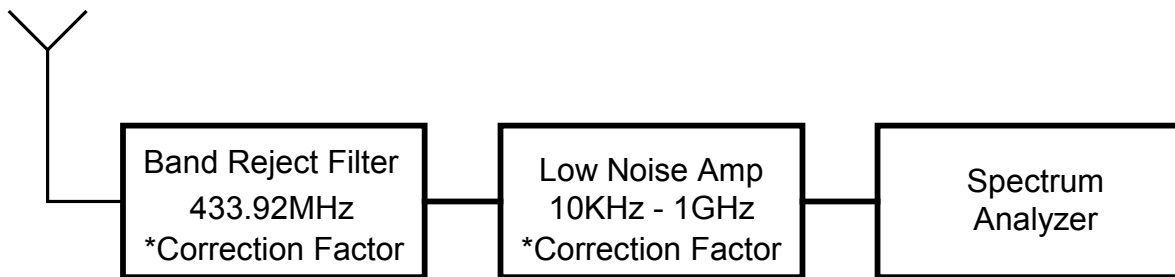 Band Reject Filter
433.92MHz
*Correction Factor
Low Noise Amp
10KHz - 1GHz
*Correction Factor
Spectrum
Analyzer